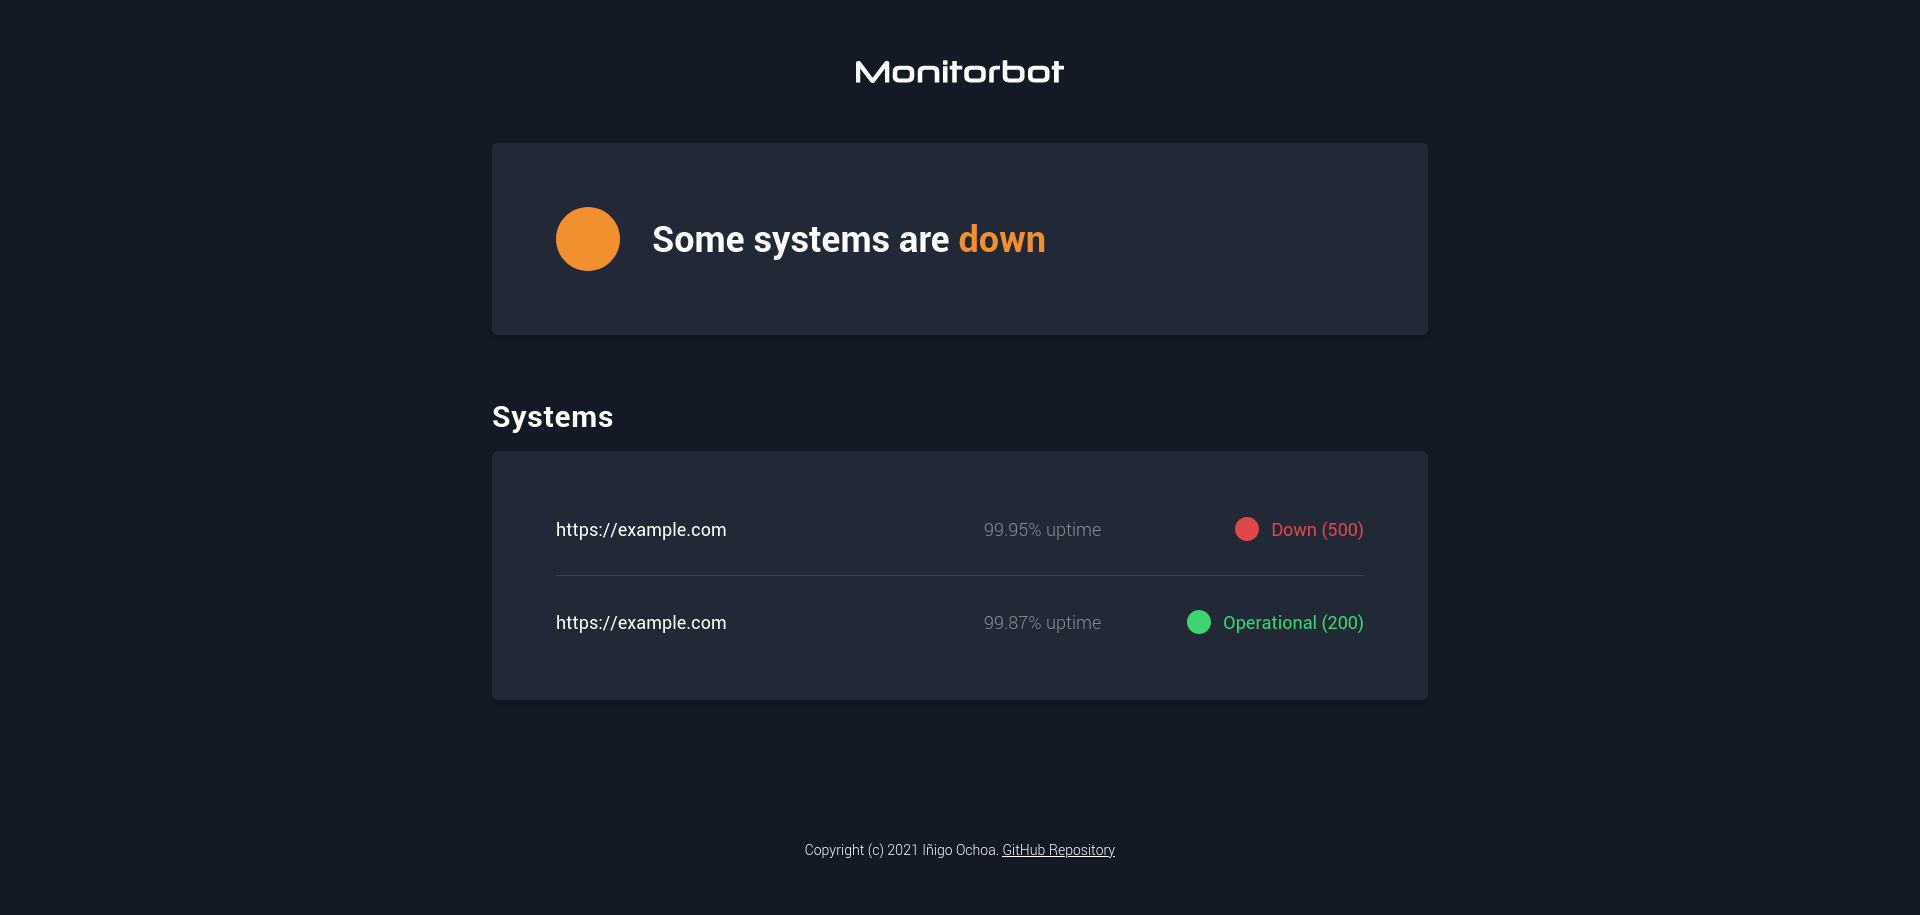 Monitorbot
Some systems are down
Systems
https://example.com 99.95% uptime Down (500)
https://example.com 99.87% uptime Operational (200)
Copyright (c) 2021 Iñigo Ochoa. GitHub Repository